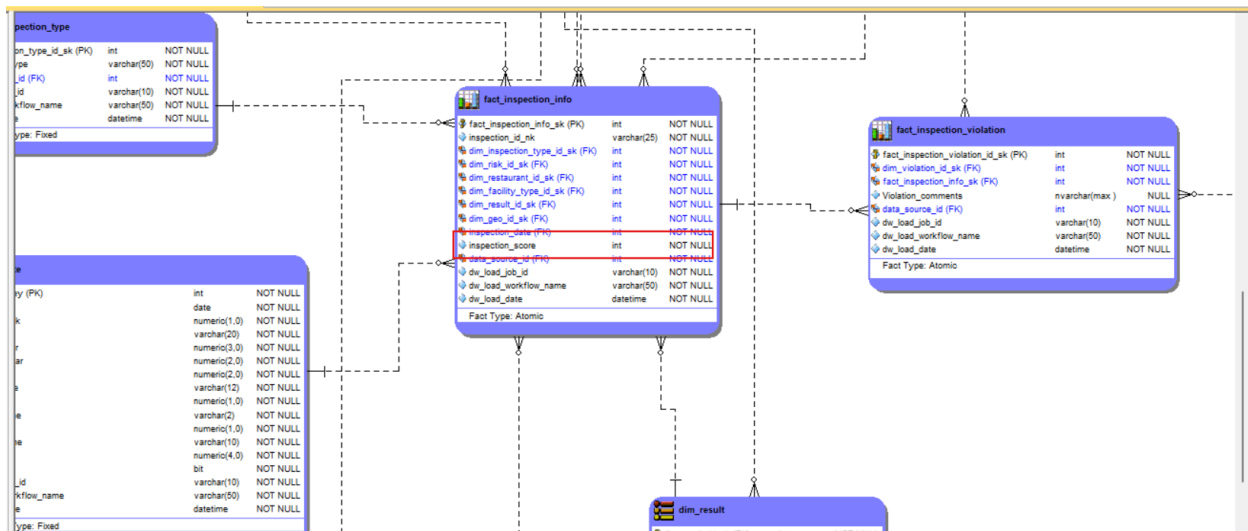 pection_type
on_type_id_sk (PK) int NOT NULL
ype varchar(50) NOT NULL
_id (FK) int NOT NULL
_id varchar(10) NOT NULL
kflow_name varchar(50) NOT NULL
e datetime NOT NULL
ype: Fixed
fact_inspection_info
fact_inspection_info_sk (PK) int NOT NULL
inspection_id_nk varchar(25) NOT NULL
dim_inspection_type_id_sk (FK) int NOT NULL
dim_risk_id_sk (FK) int NOT NULL
dim_restaurant_id_sk (FK) int NOT NULL
dim_facility_type_id_sk (FK) int NOT NULL
dim_result_id_sk (FK) int NOT NULL
dim_geo_id_sk (FK) int NOT NULL
inspection_date (FK) int NOT NULL
inspection_score int NOT NULL
data_source_id (FK) int NOT NULL
dw_load_job_id varchar(10) NOT NULL
dw_load_workflow_name varchar(50) NOT NULL
dw_load_date datetime NOT NULL
Fact Type: Atomic
fact_inspection_violation
fact_inspection_violation_id_sk (PK) int NOT NULL
dim_violation_id_sk (FK) int NOT NULL
fact_inspection_info_sk (FK) int NOT NULL
Violation_comments nvarchar(max ) NULL
data_source_id (FK) int NOT NULL
dw_load_job_id varchar(10) NOT NULL
dw_load_workflow_name varchar(50) NOT NULL
dw_load_date datetime NOT NULL
Fact Type: Atomic
te
ey (PK) int NOT NULL
date NOT NULL
k numeric(1,0) NOT NULL
varchar(20) NOT NULL
r numeric(3,0) NOT NULL
ar numeric(2,0) NOT NULL
numeric(2,0) NOT NULL
e varchar(12) NOT NULL
numeric(1,0) NOT NULL
e varchar(2) NOT NULL
numeric(1,0) NOT NULL
ne varchar(10) NOT NULL
numeric(4,0) NOT NULL
bit NOT NULL
_id varchar(10) NOT NULL
rkflow_name varchar(50) NOT NULL
e datetime NOT NULL
ype: Fixed
dim_result